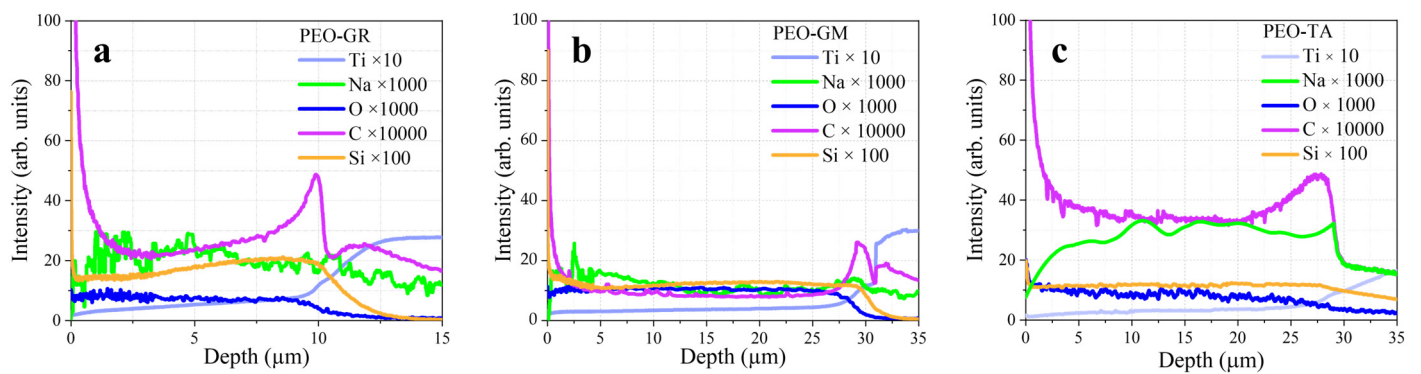 a
PEO-GR
Ti ×10
Na ×1000
O ×1000
C ×10000
Si ×100
Intensity (arb. units)
100
80
60
40
20
0
0 5 10 15
Depth (μm)
b
PEO-GM
Ti × 10
Na × 1000
O × 1000
C × 10000
Si × 100
Intensity (arb. units)
100
80
60
40
20
0
0 5 10 15 20 25 30 35
Depth (μm)
c
PEO-TA
Ti × 10
Na × 1000
O × 1000
C × 10000
Si × 100
Intensity (arb. units)
100
80
60
40
20
0
0 5 10 15 20 25 30 35
Depth (μm)